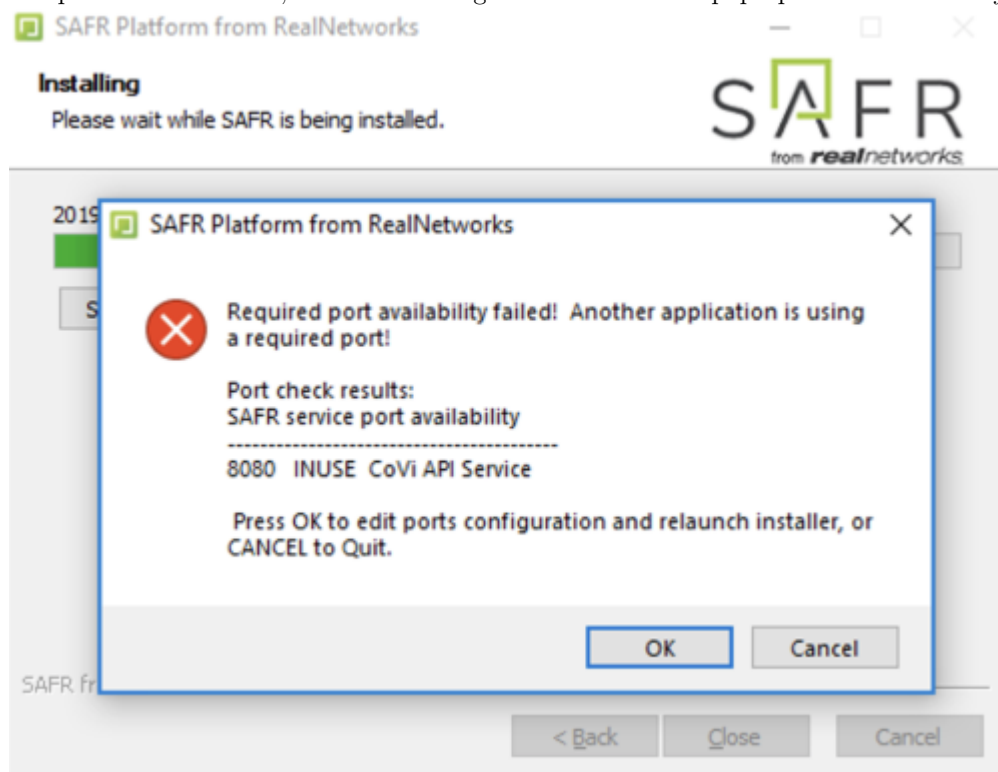 SAFR Platform from RealNetworks
Installing
Please wait while SAFR is being installed.
SAFR
from realnetworks.
2019
SAFR Platform from RealNetworks
Required port availability failed! Another application is using
a required port!
Port check results:
SAFR service port availability
-----------------------------------------
8080 INUSE CoVi API Service
Press OK to edit ports configuration and relaunch installer, or
CANCEL to Quit.
OK
Cancel
SAFR fr
< Back
Close
Cancel